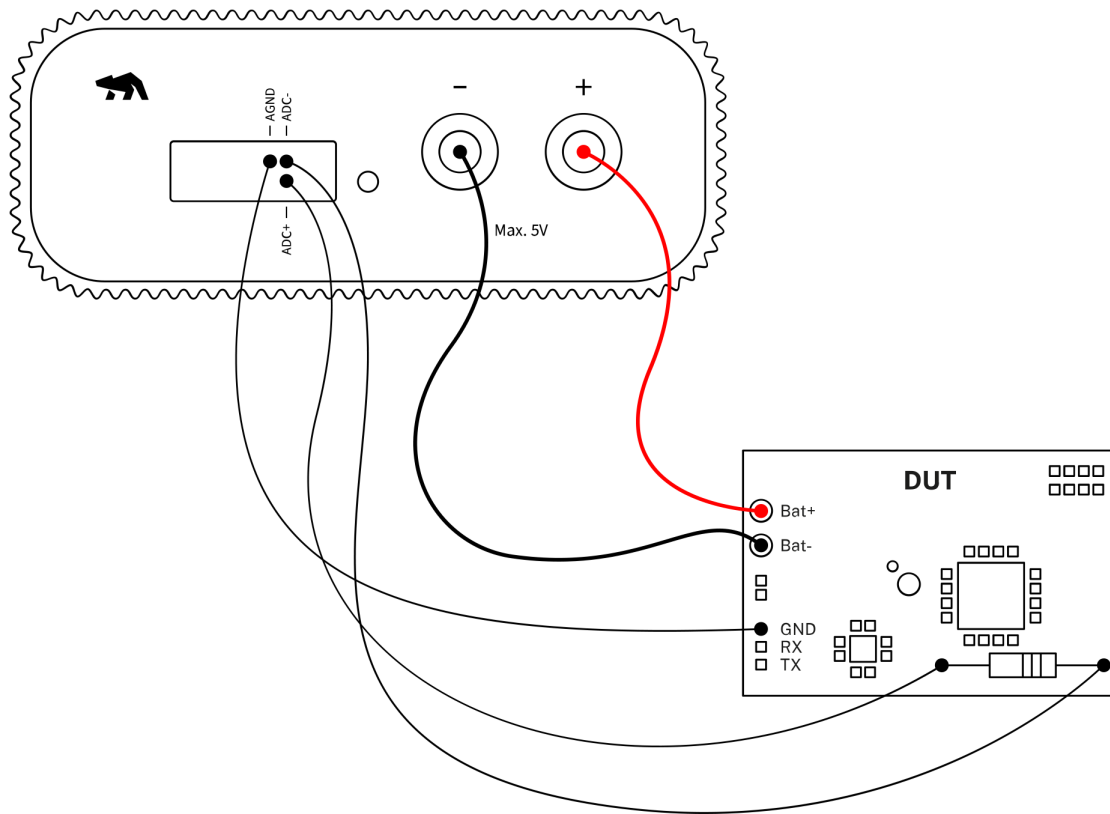 AGND
ADC-
ADC+
−
+
Max. 5V
DUT
Bat+
Bat-
GND
RX
TX